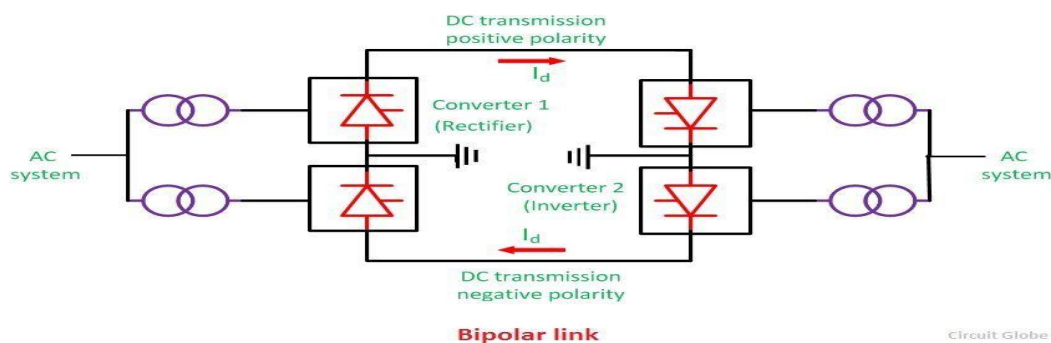 DC transmission
positive polarity
I_d
Converter 1
(Rectifier)
AC
system
AC
system
Converter 2
(Inverter)
I_d
DC transmission
negative polarity
Bipolar link
Circuit Globe